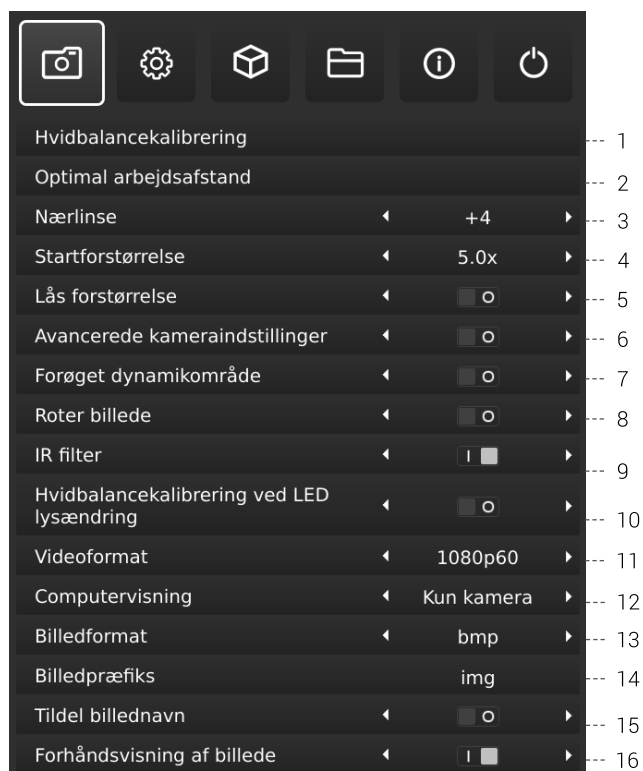 Hvidbalancekalibrering 1
Optimal arbejdsafstand 2
Nærlinse +4 3
Startforstørrelse 5.0x 4
Lås forstørrelse O 5
Avancerede kameraindstillinger O 6
Forøget dynamikområde O 7
Roter billede O 8
IR filter I 9
Hvidbalancekalibrering ved LED
lysændring O 10
Videoformat 1080p60 11
Computervisning Kun kamera 12
Billedformat bmp 13
Billedpræfiks img 14
Tildel billednavn O 15
Forhåndsvisning af billede I 16